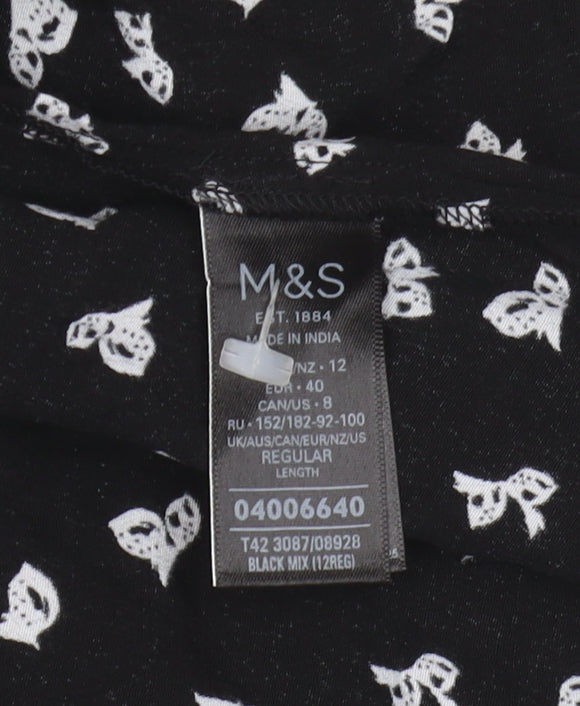 M&S
EST. 1884
MADE IN INDIA
/NZ • 12
EUR • 40
CAN/US • 8
RU • 152/182-92-100
UK/AUS/CAN/EUR/NZ/US
REGULAR
LENGTH
04006640
T42 3087/08928
BLACK MIX (12REG)